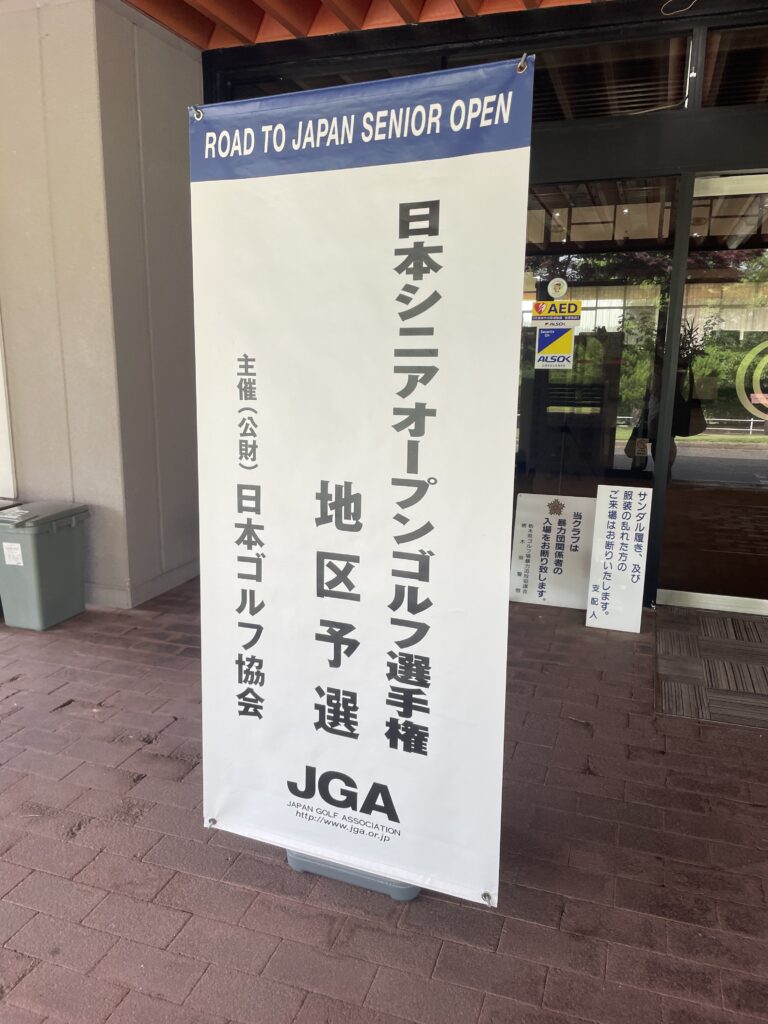 ROAD TO JAPAN SENIOR OPEN
日本シニアオープンゴルフ選手権
地区予選
主催(公財)日本ゴルフ協会
JGA
JAPAN GOLF ASSOCIATION
http://www.jga.or.jp
AED
ALSOK
ALSOK
サンダル履き、及び
服装の乱れた方の
ご来場はお断りいたします。
支配人
当クラブは
暴力団関係者の
入場をお断り致します。